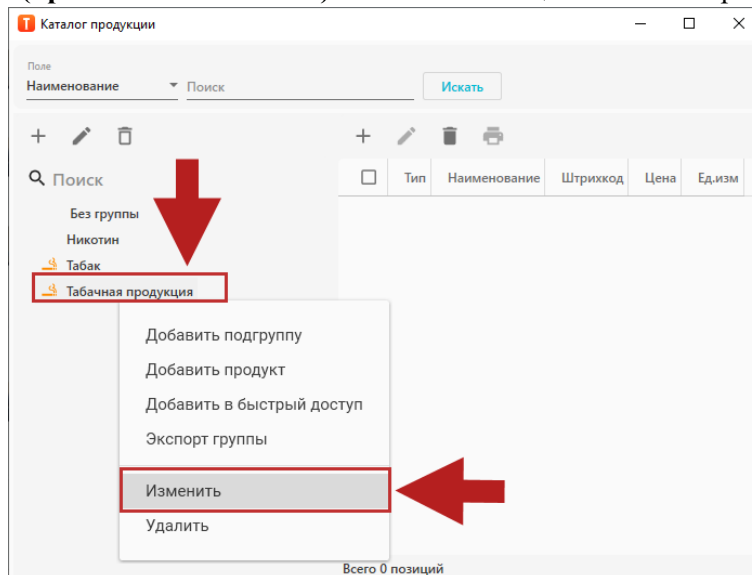 Каталог продукции
Поле
Наименование Поиск Искать
Поиск
Тип Наименование Штрихкод Цена Ед.изм
Без группы
Никотин
Табак
Табачная продукция
Добавить подгруппу
Добавить продукт
Добавить в быстрый доступ
Экспорт группы
Изменить
Удалить
Всего 0 позиций